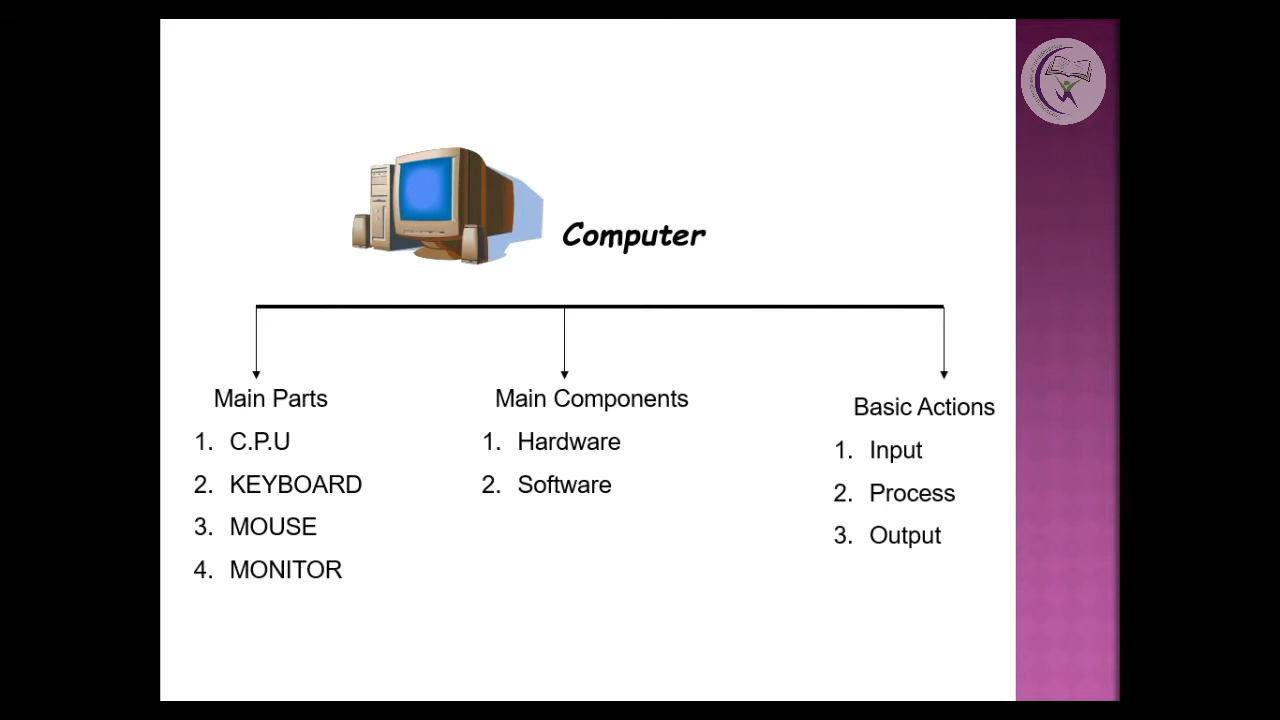 Computer
Main Parts
1. C.P.U
2. KEYBOARD
3. MOUSE
4. MONITOR
Main Components
1. Hardware
2. Software
Basic Actions
1. Input
2. Process
3. Output